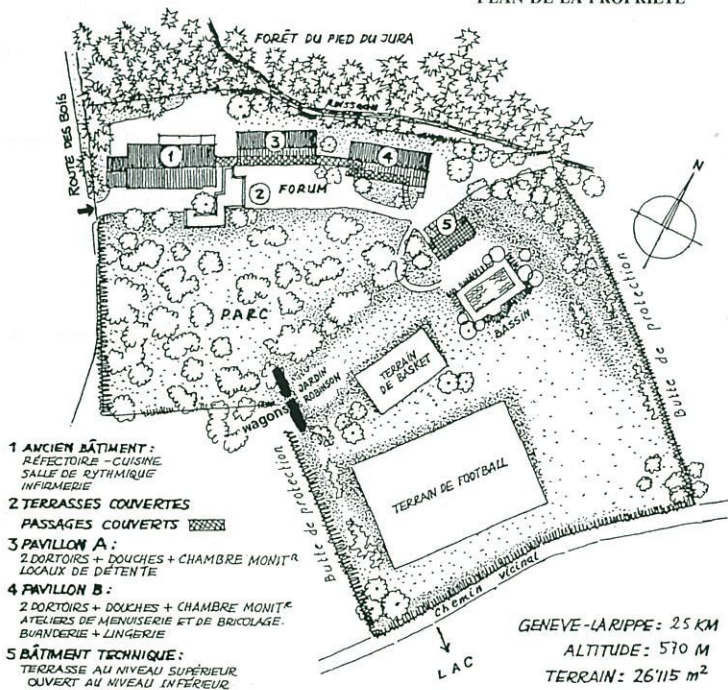 PLAN DE LA PROPRIÉTÉ
FORÊT DU PIED DU JURA
RUISSEAU
ROUTE DES BOIS
1
3
4
2 FORUM
5
N
PARC
BASSIN
Butte de protection
JARDIN
ROBINSON
wagons
TERRAIN
DE BASKET
TERRAIN DE FOOTBALL
Butte de protection
Chemin vicinal
LAC
1 ANCIEN BÂTIMENT :
RÉFECTOIRE - CUISINE
SALLE DE RYTHMIQUE
INFIRMERIE
2 TERRASSES COUVERTES
PASSAGES COUVERTS
3 PAVILLON A :
2 DORTOIRS + DOUCHES + CHAMBRE MONITR
LOCAUX DE DÉTENTE
4 PAVILLON B :
2 DORTOIRS + DOUCHES + CHAMBRE MONITR
ATELIERS DE MENUISERIE ET DE BRICOLAGE.
BUANDERIE + LINGERIE
5 BÂTIMENT TECHNIQUE :
TERRASSE AU NIVEAU SUPÉRIEUR
OUVERT AU NIVEAU INFÉRIEUR
GENEVE-LARIPPE : 25 KM
ALTITUDE : 570 M
TERRAIN : 26'115 m²